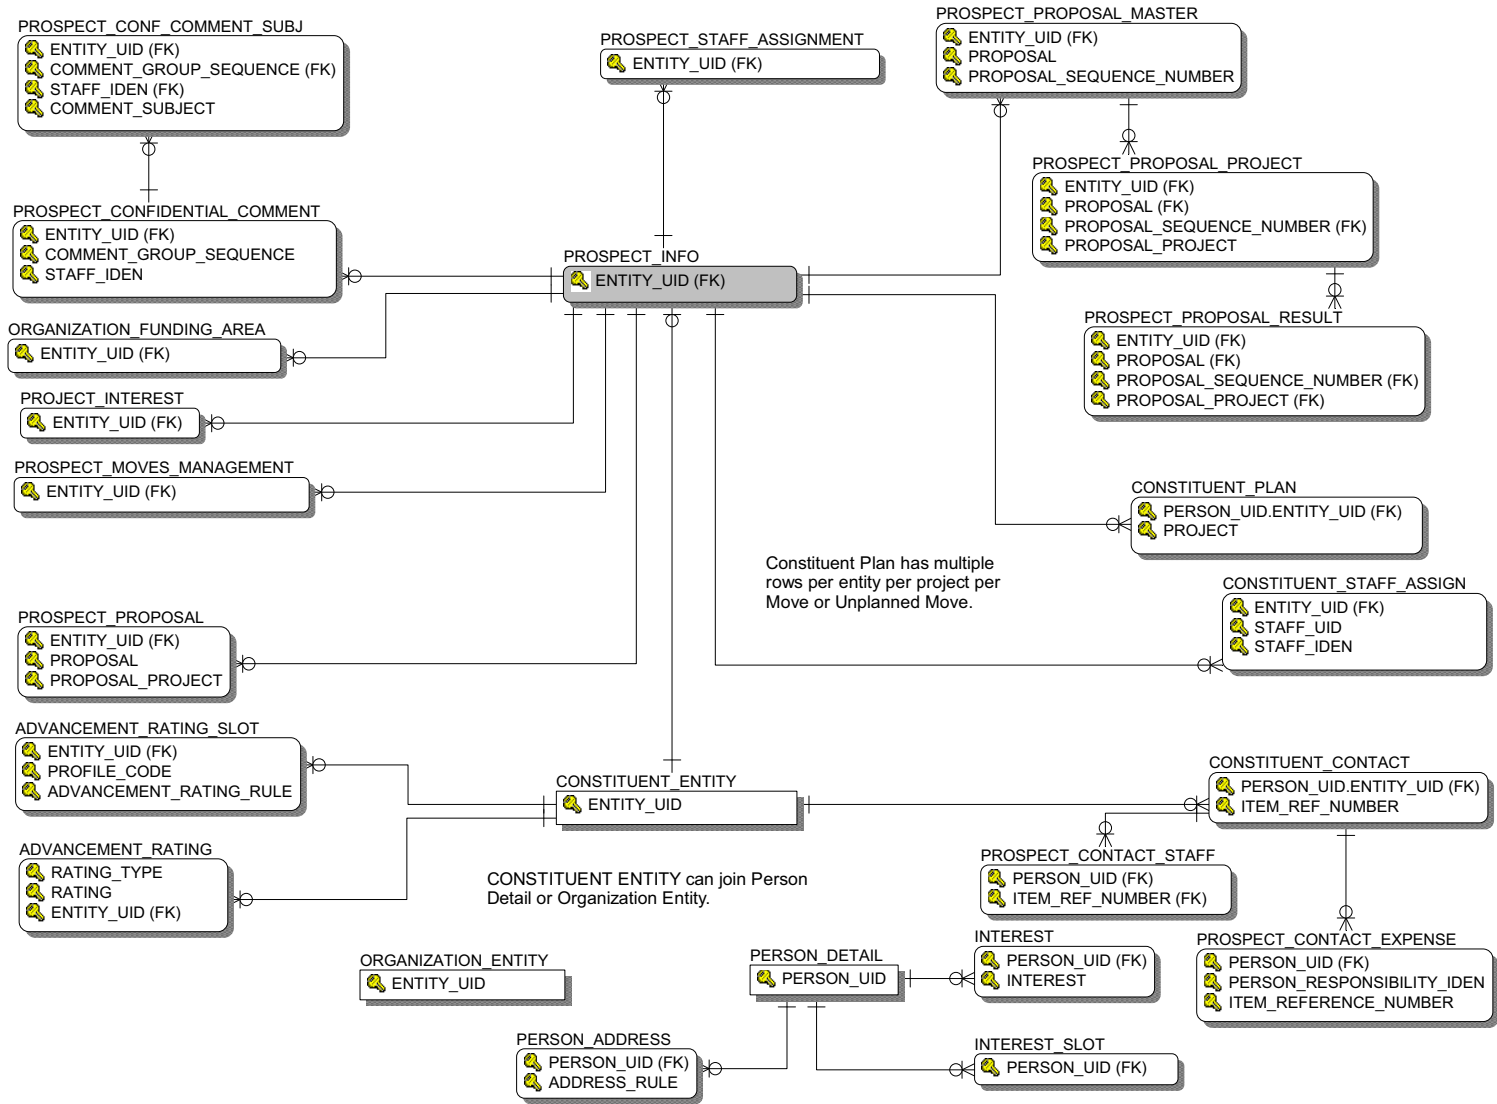 PROSPECT_CONF_COMMENT_SUBJ
ENTITY_UID (FK)
COMMENT_GROUP_SEQUENCE (FK)
STAFF_IDEN (FK)
COMMENT_SUBJECT
PROSPECT_STAFF_ASSIGNMENT
ENTITY_UID (FK)
PROSPECT_PROPOSAL_MASTER
ENTITY_UID (FK)
PROPOSAL
PROPOSAL_SEQUENCE_NUMBER
PROSPECT_PROPOSAL_PROJECT
ENTITY_UID (FK)
PROPOSAL (FK)
PROPOSAL_SEQUENCE_NUMBER (FK)
PROPOSAL_PROJECT
PROSPECT_CONFIDENTIAL_COMMENT
ENTITY_UID (FK)
COMMENT_GROUP_SEQUENCE
STAFF_IDEN
PROSPECT_INFO
ENTITY_UID (FK)
PROSPECT_PROPOSAL_RESULT
ENTITY_UID (FK)
PROPOSAL (FK)
PROPOSAL_SEQUENCE_NUMBER (FK)
PROPOSAL_PROJECT (FK)
ORGANIZATION_FUNDING_AREA
ENTITY_UID (FK)
PROJECT_INTEREST
ENTITY_UID (FK)
PROSPECT_MOVES_MANAGEMENT
ENTITY_UID (FK)
CONSTITUENT_PLAN
PERSON_UID.ENTITY_UID (FK)
PROJECT
Constituent Plan has multiple
rows per entity per project per
Move or Unplanned Move.
CONSTITUENT_STAFF_ASSIGN
ENTITY_UID (FK)
STAFF_UID
STAFF_IDEN
PROSPECT_PROPOSAL
ENTITY_UID (FK)
PROPOSAL
PROPOSAL_PROJECT
ADVANCEMENT_RATING_SLOT
ENTITY_UID (FK)
PROFILE_CODE
ADVANCEMENT_RATING_RULE
CONSTITUENT_ENTITY
ENTITY_UID
CONSTITUENT_CONTACT
PERSON_UID.ENTITY_UID (FK)
ITEM_REF_NUMBER
ADVANCEMENT_RATING
RATING_TYPE
RATING
ENTITY_UID (FK)
CONSTITUENT ENTITY can join Person
Detail or Organization Entity.
PROSPECT_CONTACT_STAFF
PERSON_UID (FK)
ITEM_REF_NUMBER (FK)
PROSPECT_CONTACT_EXPENSE
PERSON_UID (FK)
PERSON_RESPONSIBILITY_IDEN
ITEM_REFERENCE_NUMBER
ORGANIZATION_ENTITY
ENTITY_UID
PERSON_DETAIL
PERSON_UID
INTEREST
PERSON_UID (FK)
INTEREST
PERSON_ADDRESS
PERSON_UID (FK)
ADDRESS_RULE
INTEREST_SLOT
PERSON_UID (FK)